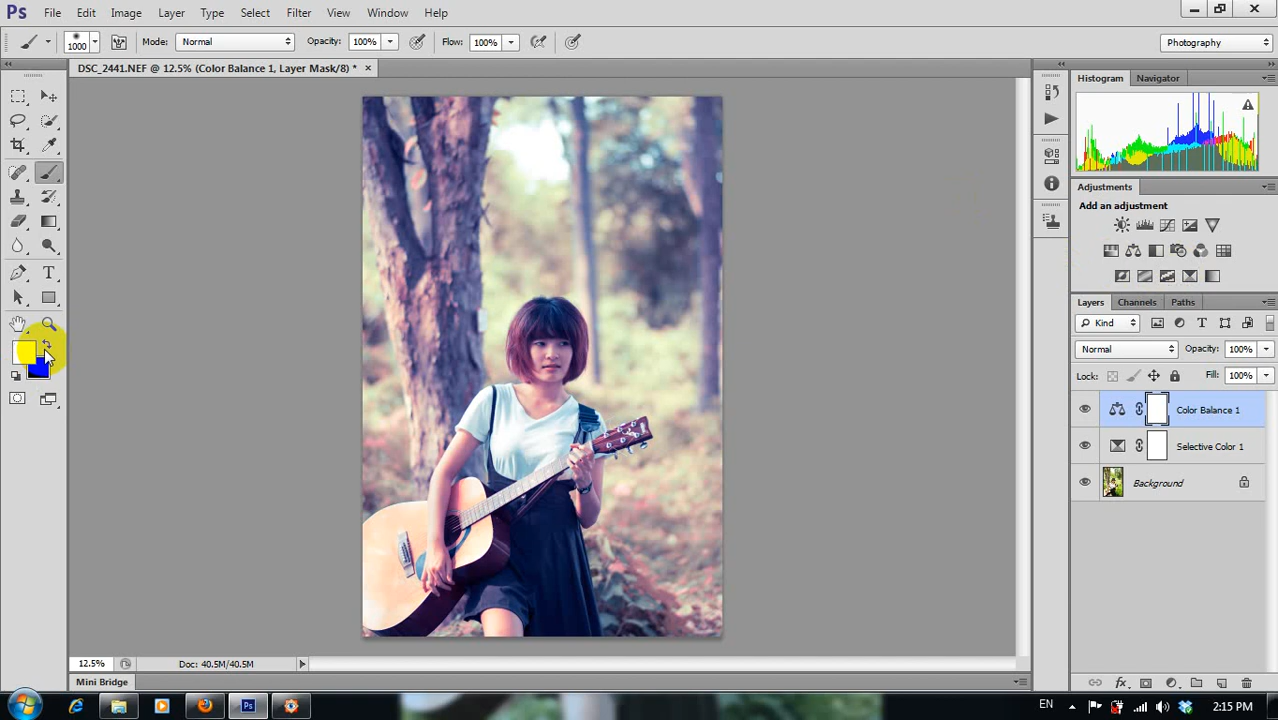 Ps File Edit Image Layer Type Select Filter View Window Help
1000 Mode: Normal Opacity: 100% Flow: 100% Photography
DSC_2441.NEF @ 12.5% (Color Balance 1, Layer Mask/8) * ×
Histogram Navigator
Adjustments
Add an adjustment
T
Layers Channels Paths
Kind T
Normal Opacity: 100%
Lock: Fill: 100%
Color Balance 1
Selective Color 1
Background
12.5% Doc: 40.5M/40.5M
Mini Bridge
fx
Ps EN 2:15 PM